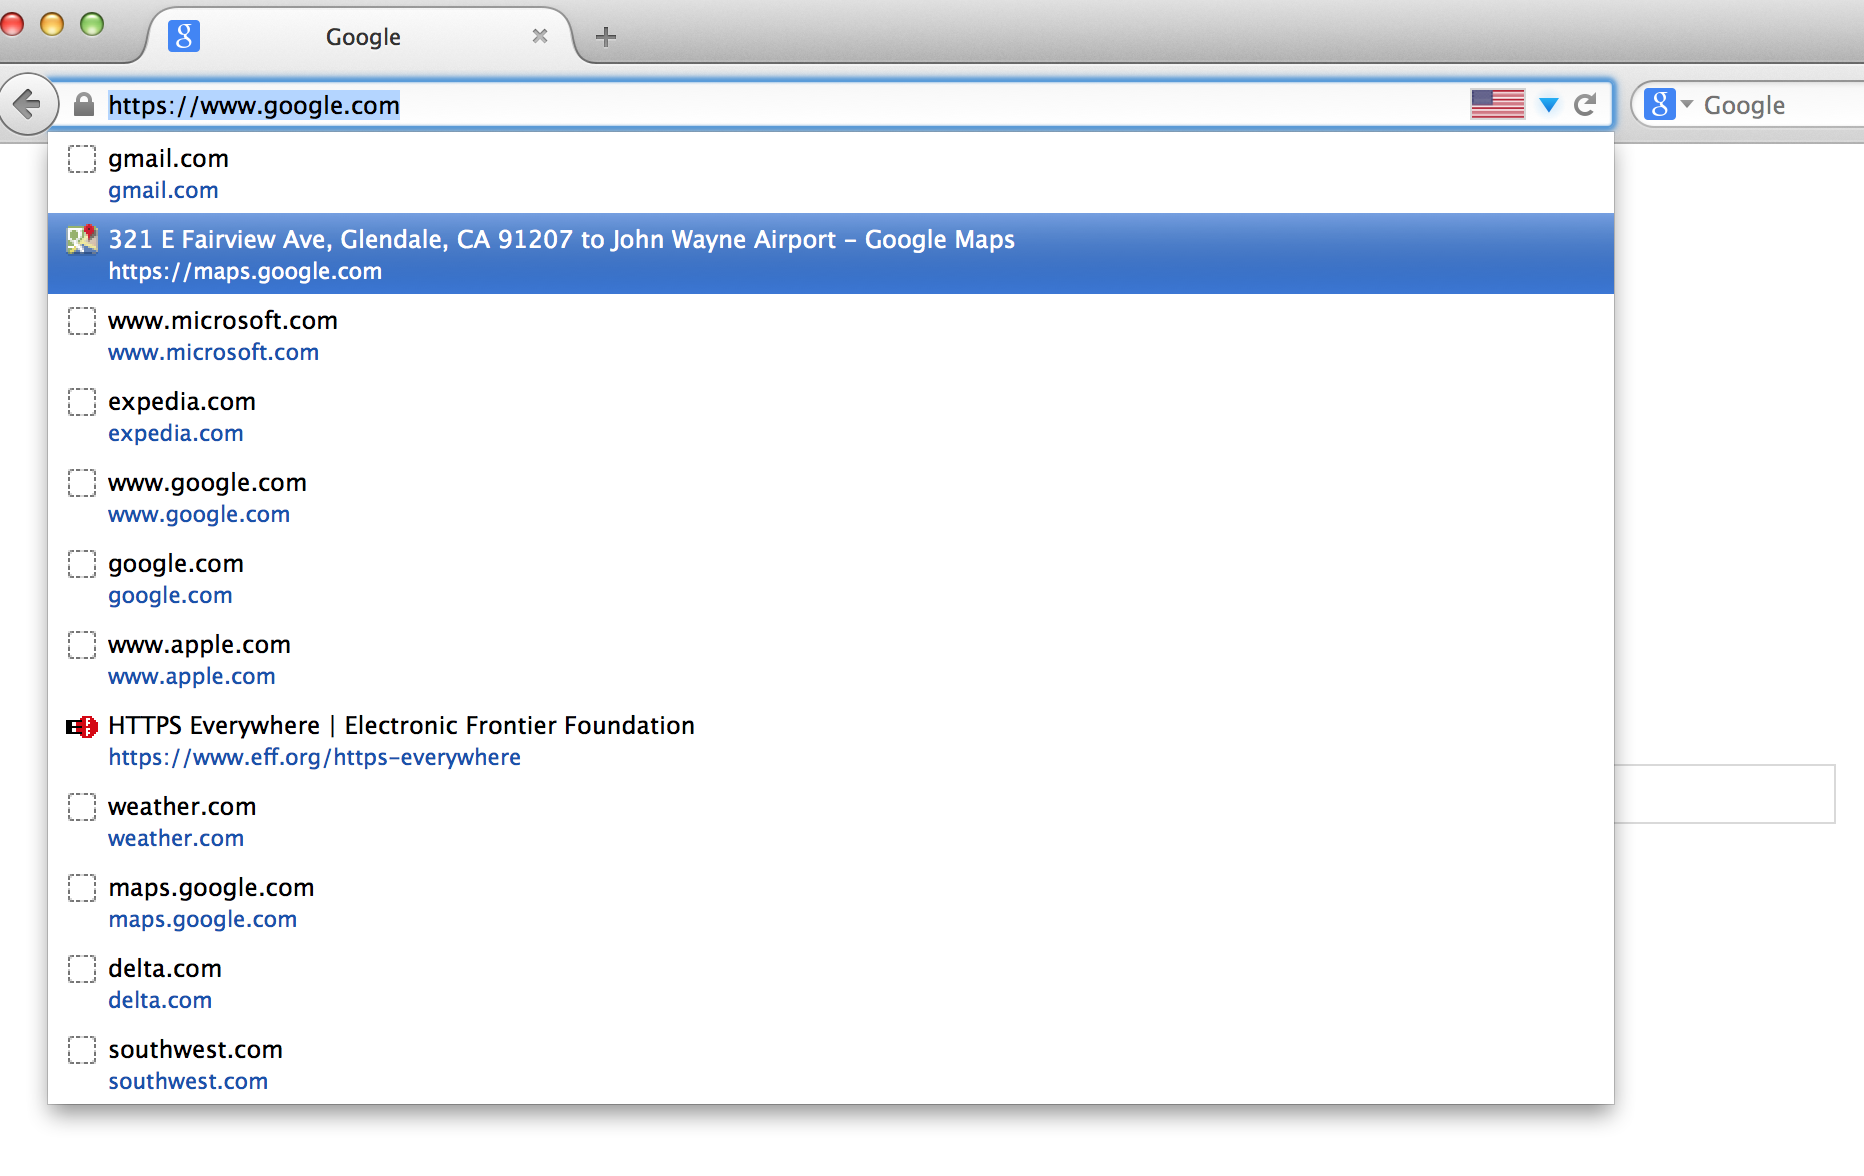 g Google
https://www.google.com
g Google
gmail.com
gmail.com
321 E Fairview Ave, Glendale, CA 91207 to John Wayne Airport - Google Maps
https://maps.google.com
www.microsoft.com
www.microsoft.com
expedia.com
expedia.com
www.google.com
www.google.com
google.com
google.com
www.apple.com
www.apple.com
EFF HTTPS Everywhere | Electronic Frontier Foundation
https://www.eff.org/https-everywhere
weather.com
weather.com
maps.google.com
maps.google.com
delta.com
delta.com
southwest.com
southwest.com